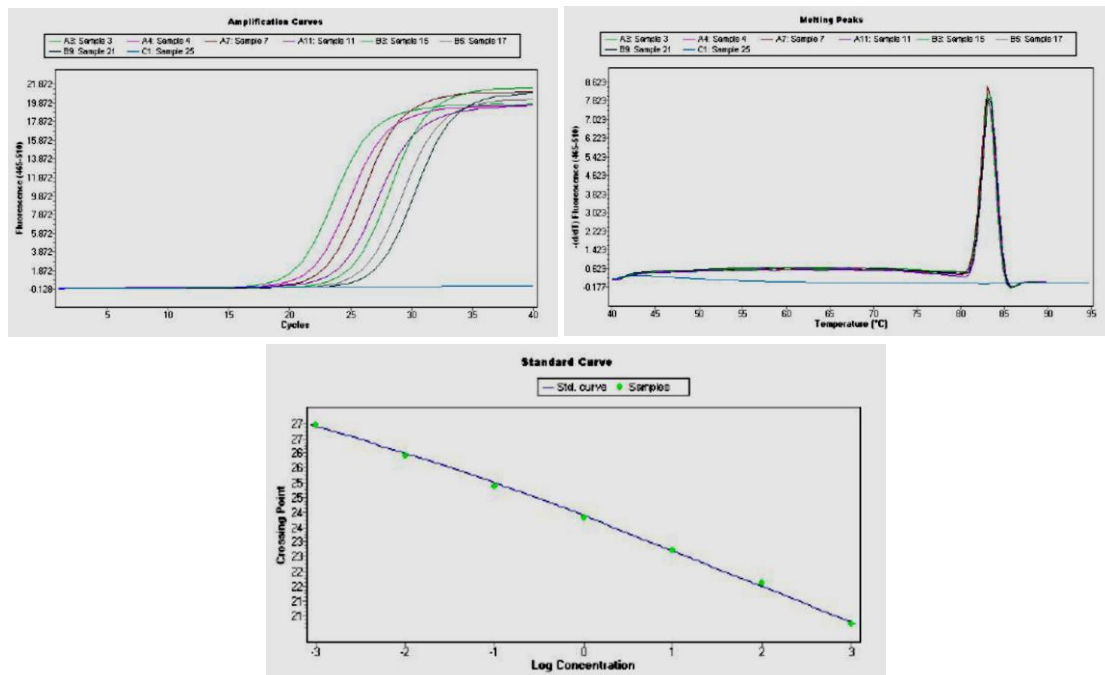 Amplification Curves
A3: Sample 3 A4: Sample 4 A7: Sample 7 A11: Sample 11 B3: Sample 15 B5: Sample 17
B9: Sample 21 C1: Sample 25
Fluorescence (465-510)
21.872
19.872
17.872
15.872
13.872
11.872
9.872
7.872
5.872
3.872
1.872
-0.128
5 10 15 20 25 30 35 40
Cycles
Melting Peaks
A3: Sample 3 A4: Sample 4 A7: Sample 7 A11: Sample 11 B3: Sample 15 B5: Sample 17
B9: Sample 21 C1: Sample 25
-(d/dT) Fluorescence (465-510)
8.623
7.823
7.023
6.223
5.423
4.623
3.823
3.023
2.223
1.423
0.623
-0.177
40 45 50 55 60 65 70 75 80 85 90 95
Temperature (°C)
Standard Curve
Std. curve Samples
Crossing Point
27
27
26
26
25
24
24
23
22
22
21
21
-3 -2 -1 0 1 2 3
Log Concentration